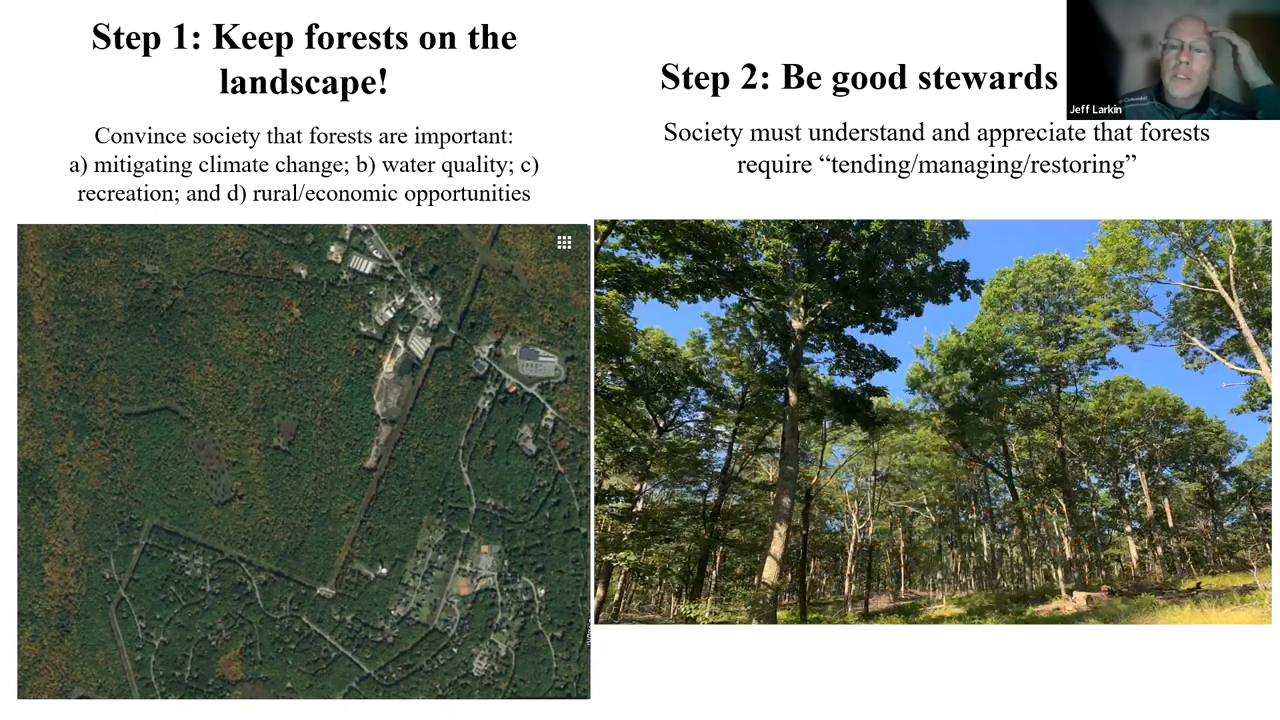 Step 1: Keep forests on the
landscape!
Convince society that forests are important:
a) mitigating climate change; b) water quality; c)
recreation; and d) rural/economic opportunities
Step 2: Be good stewards
Society must understand and appreciate that forests
require “tending/managing/restoring”
Jeff Larkin